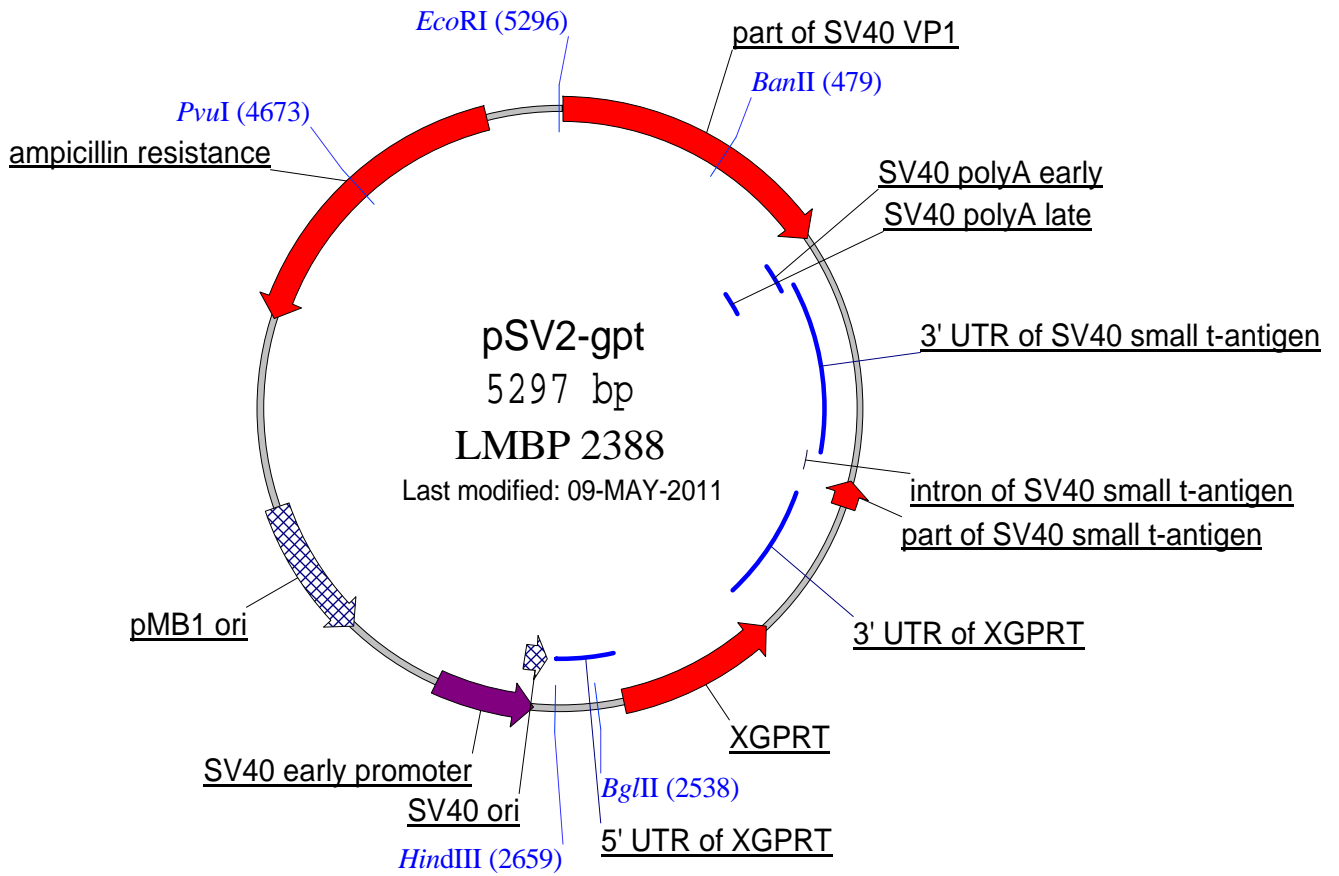 EcoRI (5296)
part of SV40 VP1
BanII (479)
PvuI (4673)
ampicillin resistance
SV40 polyA early
SV40 polyA late
pSV2-gpt
5297 bp
LMBP 2388
Last modified: 09-MAY-2011
3' UTR of SV40 small t-antigen
intron of SV40 small t-antigen
part of SV40 small t-antigen
pMB1 ori
3' UTR of XGPRT
XGPRT
SV40 early promoter
BglII (2538)
SV40 ori
5' UTR of XGPRT
HindIII (2659)